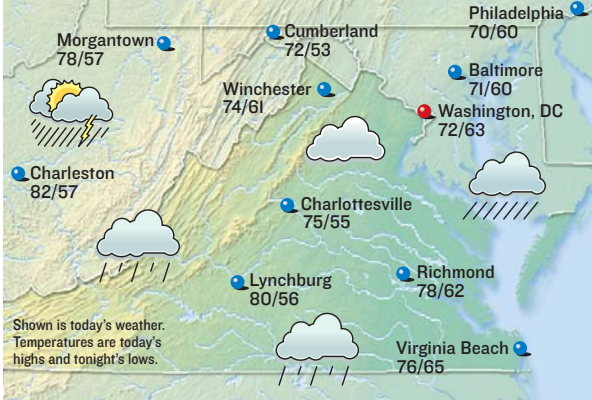 Philadelphia
70/60
Cumberland
72/53
Morgantown
78/57
Baltimore
71/60
Winchester
74/61
Washington, DC
72/63
Charleston
82/57
Charlottesville
75/55
Richmond
78/62
Lynchburg
80/56
Shown is today's weather.
Temperatures are today's
highs and tonight's lows.
Virginia Beach
76/65